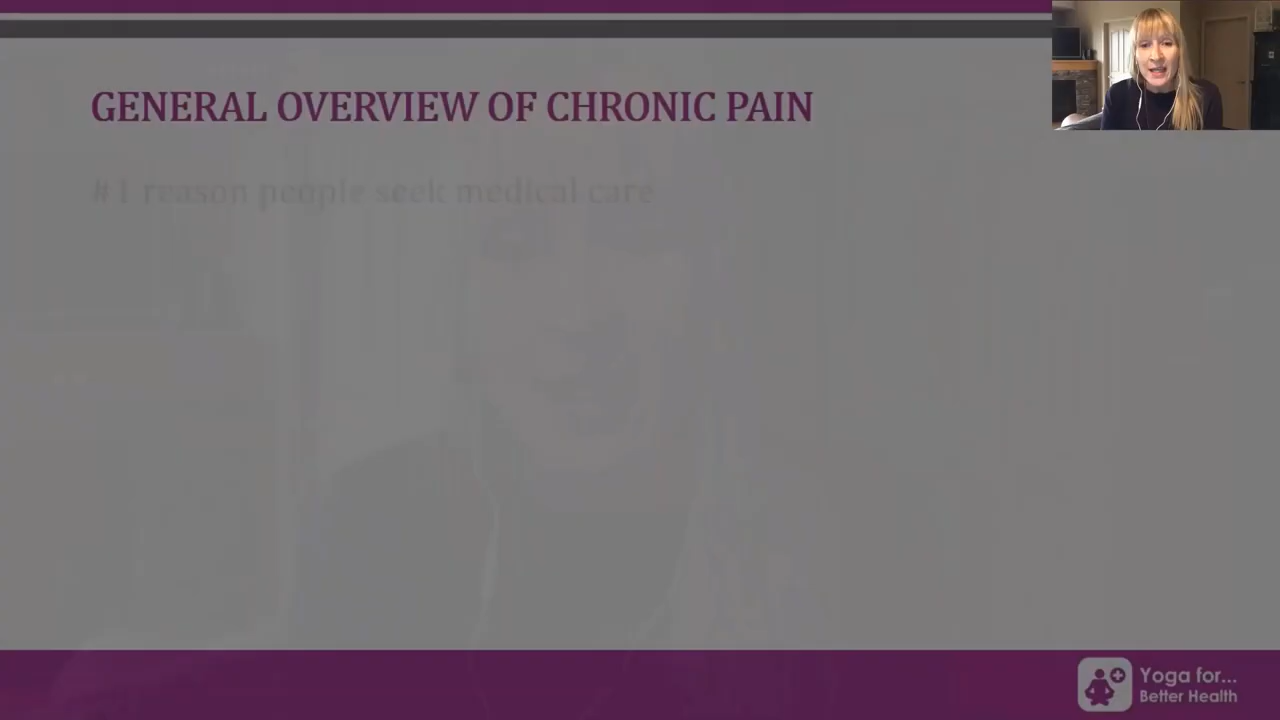 GENERAL OVERVIEW OF CHRONIC PAIN
#1 reason people seek medical care
Yoga for...
Better Health